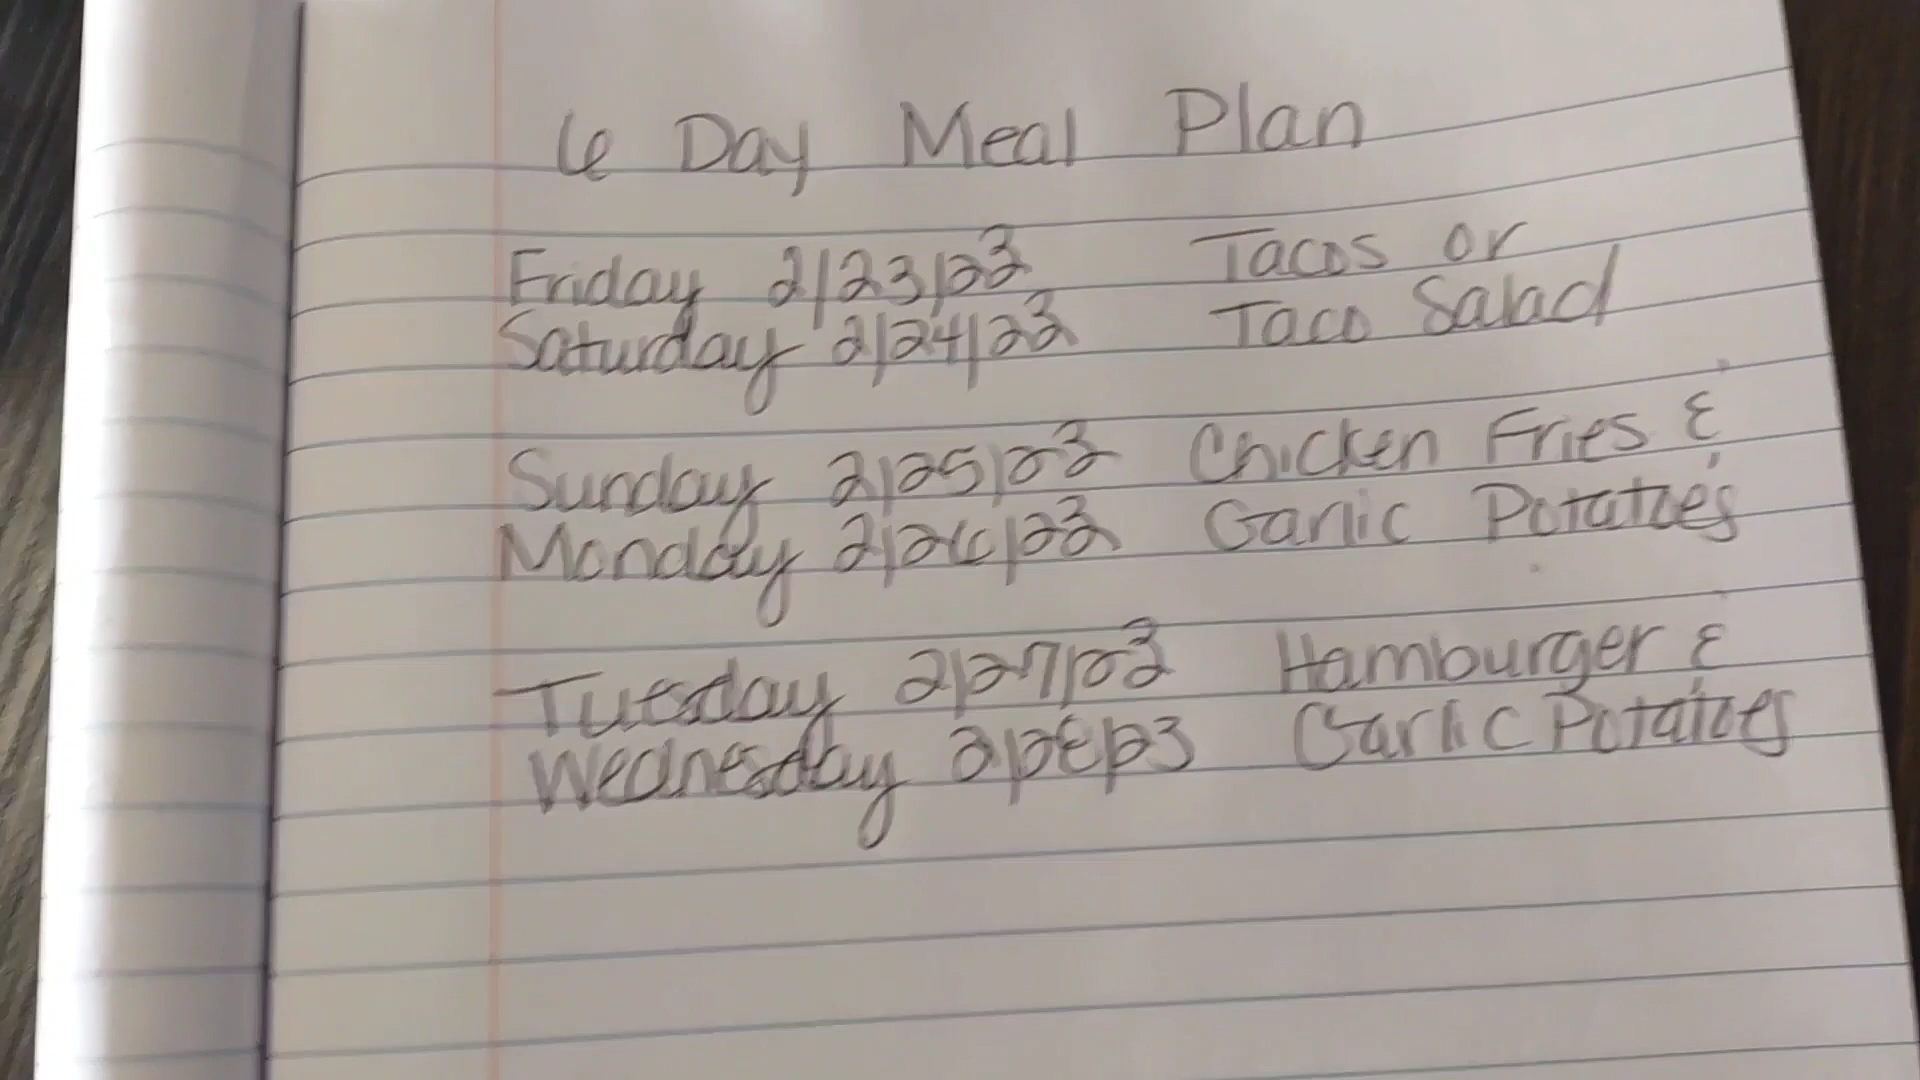 6 Day Meal Plan
Friday 2/23/23 Tacos or
Saturday 2/24/23 Taco Salad
Sunday 2/25/23 Chicken Fries &
Monday 2/26/23 Garlic Potatoes
Tuesday 2/27/23 Hamburger &
Wednesday 2/28/23 Garlic Potatoes